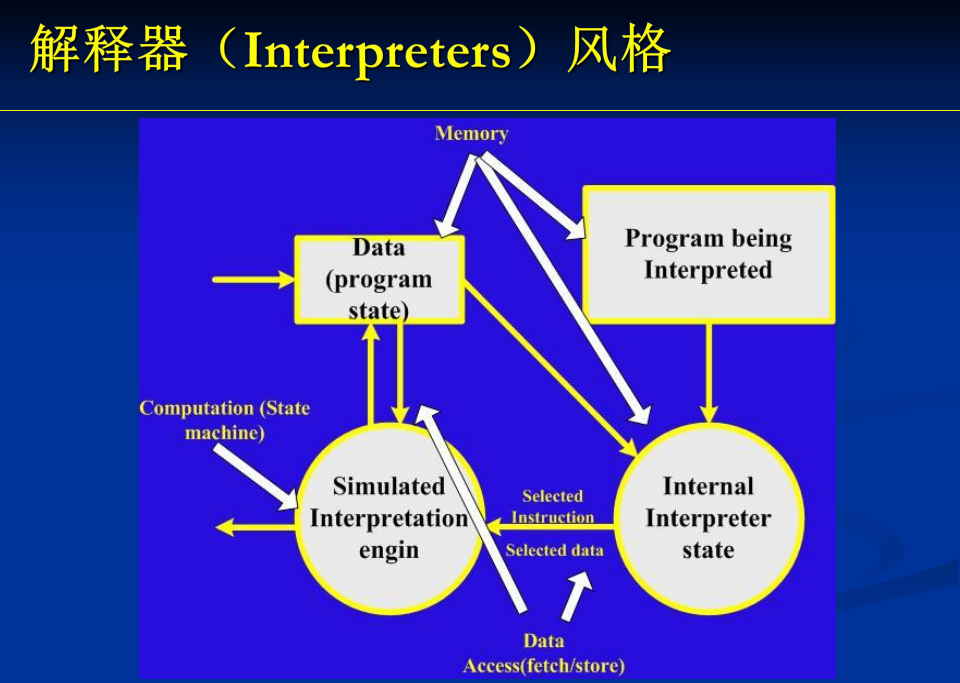 解释器（Interpreters）风格
Memory
Data
(program
state)
Program being
Interpreted
Computation (State
machine)
Simulated
Interpretation
engin
Selected
Instruction
Selected data
Internal
Interpreter
state
Data
Access(fetch/store)